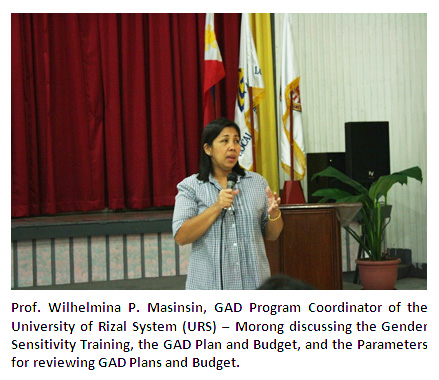 Prof. Wilhelmina P. Masinsin, GAD Program Coordinator of the
University of Rizal System (URS) – Morong discussing the Gender
Sensitivity Training, the GAD Plan and Budget, and the Parameters
for reviewing GAD Plans and Budget.